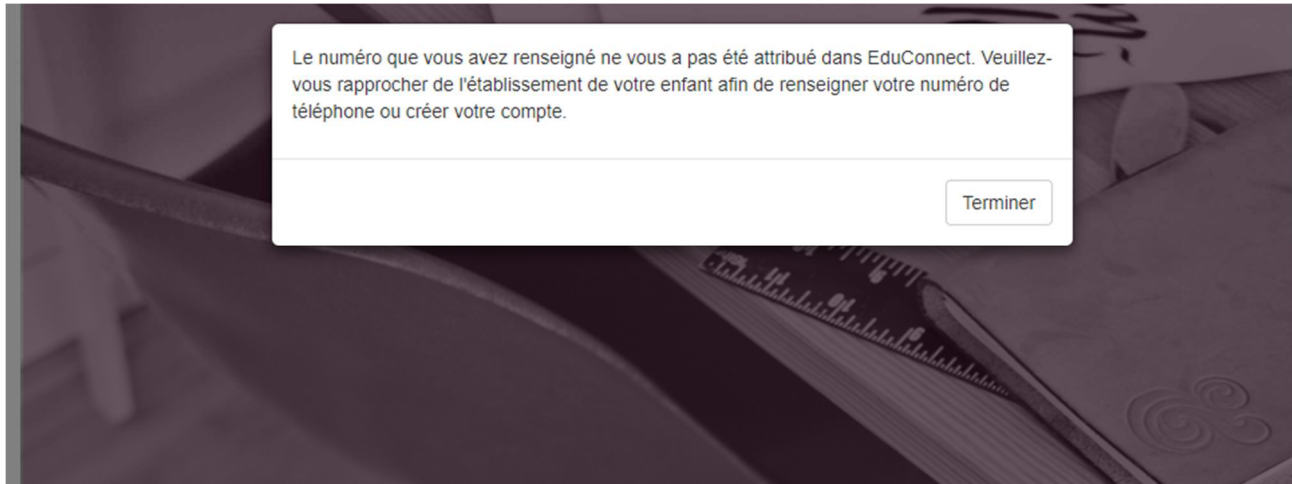 Le numéro que vous avez renseigné ne vous a pas été attribué dans EduConnect. Veuillez-
vous rapprocher de l'établissement de votre enfant afin de renseigner votre numéro de
téléphone ou créer votre compte.
Terminer